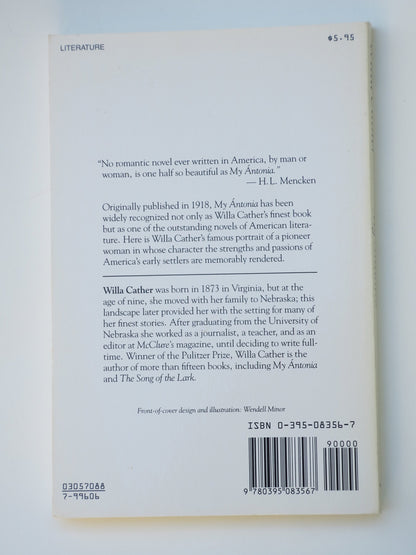 LITERATURE
$5.95
"No romantic novel ever written in America, by man or
woman, is one half so beautiful as My Ántonia."
— H. L. Mencken
Originally published in 1918, My Ántonia has been
widely recognized not only as Willa Cather's finest book
but as one of the outstanding novels of American litera-
ture. Here is Willa Cather's famous portrait of a pioneer
woman in whose character the strengths and passions of
America's early settlers are memorably rendered.
Willa Cather was born in 1873 in Virginia, but at the
age of nine, she moved with her family to Nebraska; this
landscape later provided her with the setting for many of
her finest stories. After graduating from the University of
Nebraska she worked as a journalist, a teacher, and as an
editor at McClure's magazine, until deciding to write full-
time. Winner of the Pulitzer Prize, Willa Cather is the
author of more than fifteen books, including My Ántonia
and The Song of the Lark.
Front-of-cover design and illustration: Wendell Minor
ISBN 0-395-08356-7
90000
9 780395 083567
03057088
7-99606